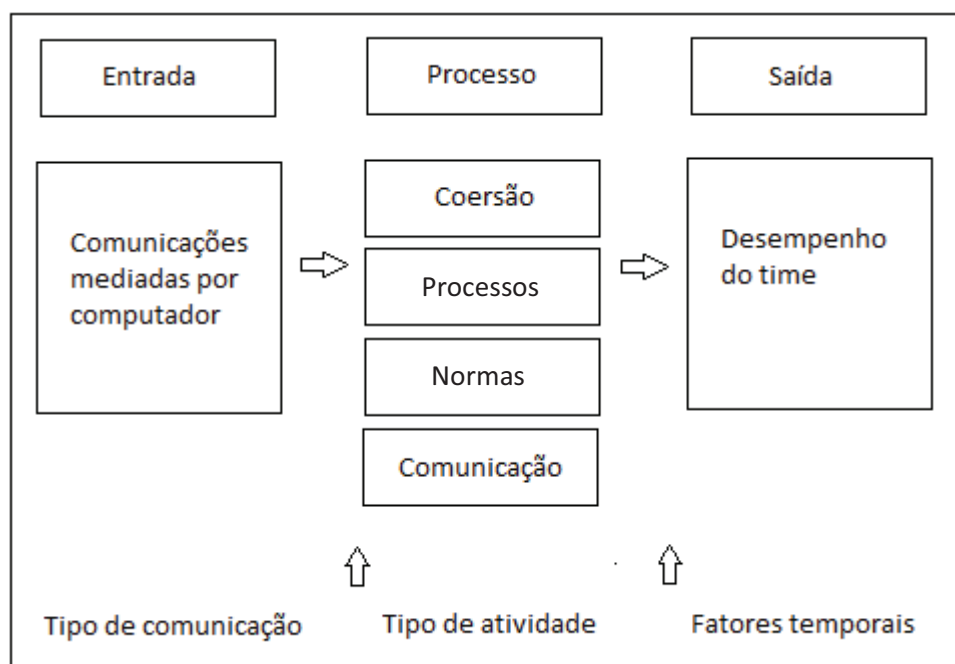 Entrada
Processo
Saída
Comunicações
mediadas por
computador
Coersão
Processos
Normas
Comunicação
Desempenho
do time
Tipo de comunicação
Tipo de atividade
Fatores temporais